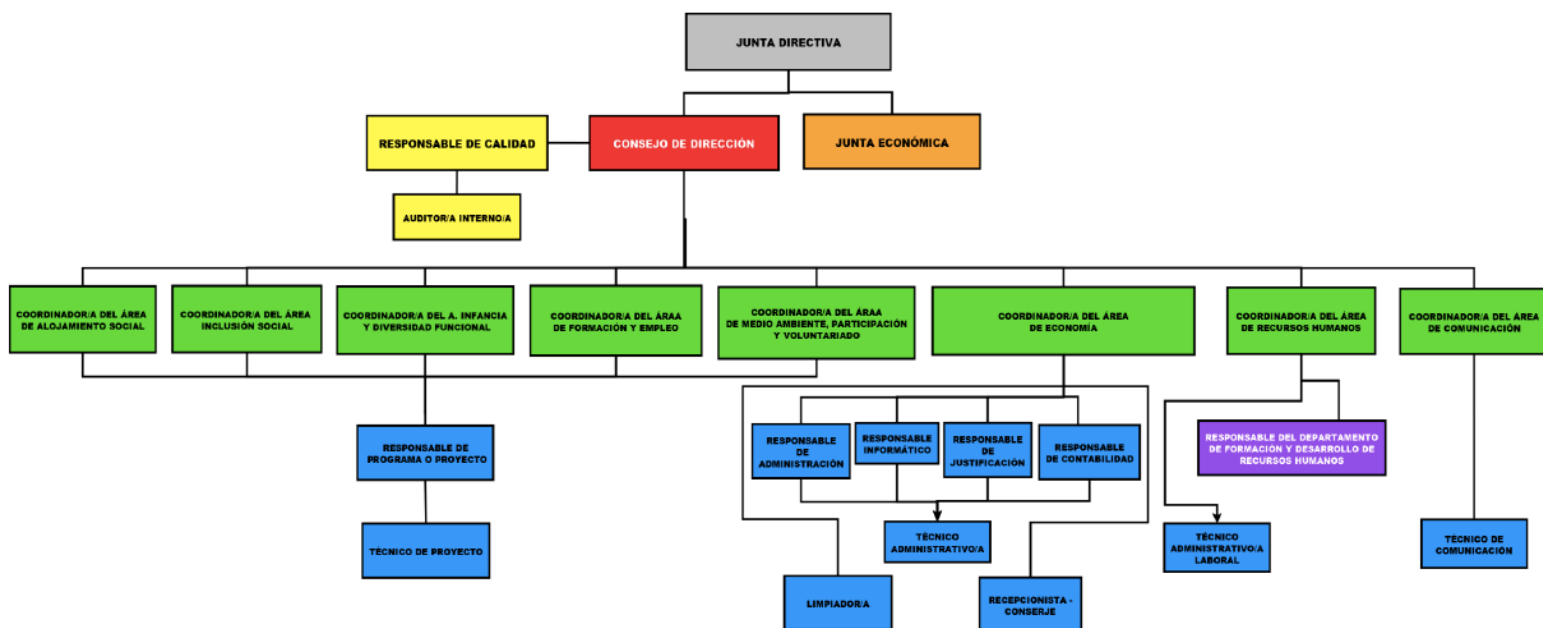 JUNTA DIRECTIVA
RESPONSABLE DE CALIDAD
CONSEJO DE DIRECCIÓN
JUNTA ECONÓMICA
AUDITOR/A INTERNO/A
COORDINADOR/A DEL ÁREA
DE ALOJAMIENTO SOCIAL
COORDINADOR/A DEL ÁREA
INCLUSIÓN SOCIAL
COORDINADOR/A DEL A. INFANCIA
Y DIVERSIDAD FUNCIONAL
COORDINADOR/A DEL ÁRAA
DE FORMACIÓN Y EMPLEO
COORDINADOR/A DEL ÁRAA
DE MEDIO AMBIENTE, PARTICIPACIÓN
Y VOLUNTARIADO
COORDINADOR/A DEL ÁREA
DE ECONOMÍA
COORDINADOR/A DEL ÁREA
DE RECURSOS HUMANOS
COORDINADOR/A DEL ÁREA
DE COMUNICACIÓN
RESPONSABLE DE
PROGRAMA O PROYECTO
RESPONSABLE
DE
ADMINISTRACIÓN
RESPONSABLE
INFORMÁTICO
RESPONSABLE
DE
JUSTIFICACIÓN
RESPONSABLE
DE CONTABILIDAD
RESPONSABLE DEL DEPARTAMENTO
DE FORMACIÓN Y DESARROLLO DE
RECURSOS HUMANOS
TÉCNICO DE PROYECTO
TÉCNICO
ADMINISTRATIVO/A
TÉCNICO
ADMINISTRATIVO/A
LABORAL
TÉCNICO DE
COMUNICACIÓN
LIMPIADOR/A
RECEPCIONISTA -
CONSERJE